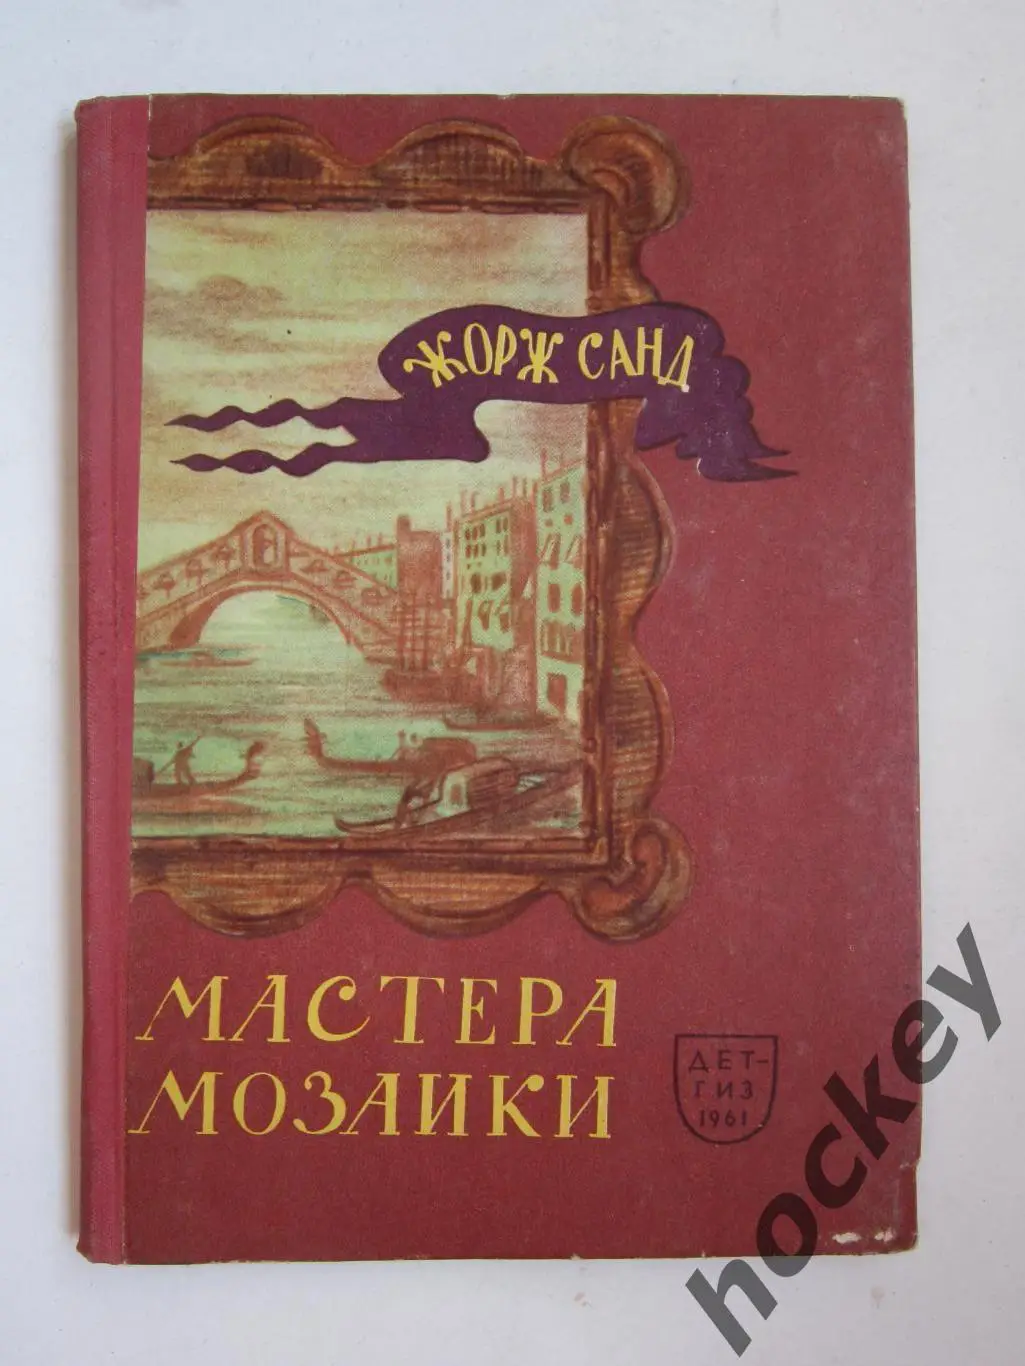 ЖОРЖ САНД
МАСТЕРА
МОЗАИКИ
ДЕТ-
ГИЗ
1961
hockey